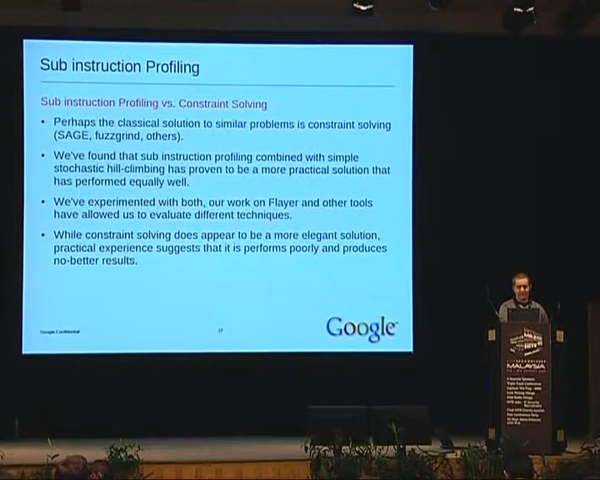 Sub instruction Profiling
Sub instruction Profiling vs. Constraint Solving
• Perhaps the classical solution to similar problems is constraint solving
(SAGE, fuzzgrind, others).
• We've found that sub instruction profiling combined with simple
stochastic hill-climbing has proven to be a more practical solution that
has performed equally well.
• We've experimented with both, our work on Flayer and other tools
have allowed us to evaluate different techniques.
• While constraint solving does appear to be a more elegant solution,
practical experience suggests that it is performs poorly and produces
no-better results.
Google Confidential
17
Google
MALAYSIA